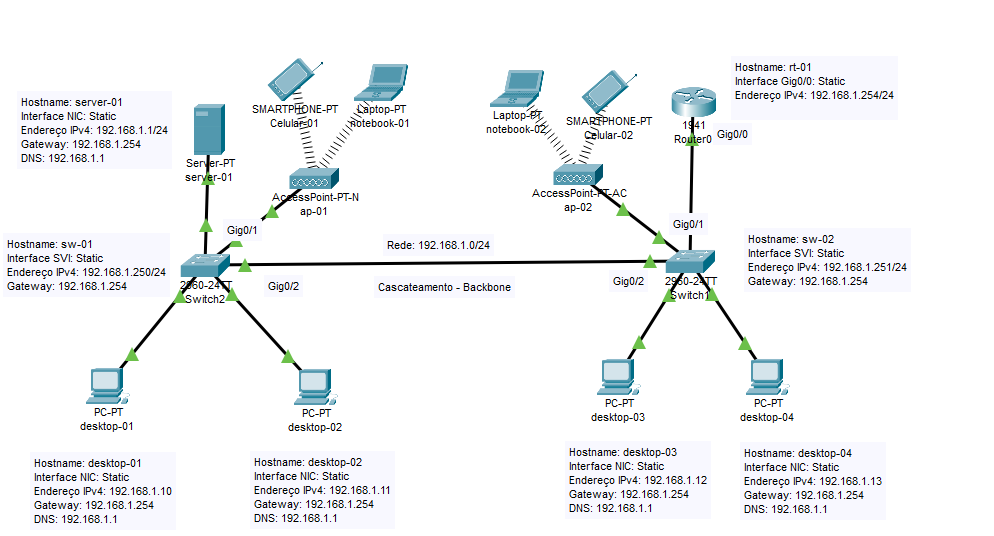 Hostname: server-01
Interface NIC: Static
Endereço IPv4: 192.168.1.1/24
Gateway: 192.168.1.254
DNS: 192.168.1.1
Server-PT
server-01
SMARTPHONE-PT
Celular-01
Laptop-PT
notebook-01
AccessPoint-PT-N
ap-01
Laptop-PT
notebook-02
SMARTPHONE-PT
Celular-02
AccessPoint-PT-AC
ap-02
Hostname: rt-01
Interface Gig0/0: Static
Endereço IPv4: 192.168.1.254/24
1941
Router0
Gig0/0
Hostname: sw-01
Interface SVI: Static
Endereço IPv4: 192.168.1.250/24
Gateway: 192.168.1.254
Gig0/1
2960-24TT
Switch2
Gig0/2
Rede: 192.168.1.0/24
Cascateamento - Backbone
Gig0/1
Gig0/2
2960-24TT
Switch1
Hostname: sw-02
Interface SVI: Static
Endereço IPv4: 192.168.1.251/24
Gateway: 192.168.1.254
PC-PT
desktop-01
PC-PT
desktop-02
PC-PT
desktop-03
PC-PT
desktop-04
Hostname: desktop-01
Interface NIC: Static
Endereço IPv4: 192.168.1.10
Gateway: 192.168.1.254
DNS: 192.168.1.1
Hostname: desktop-02
Interface NIC: Static
Endereço IPv4: 192.168.1.11
Gateway: 192.168.1.254
DNS: 192.168.1.1
Hostname: desktop-03
Interface NIC: Static
Endereço IPv4: 192.168.1.12
Gateway: 192.168.1.254
DNS: 192.168.1.1
Hostname: desktop-04
Interface NIC: Static
Endereço IPv4: 192.168.1.13
Gateway: 192.168.1.254
DNS: 192.168.1.1